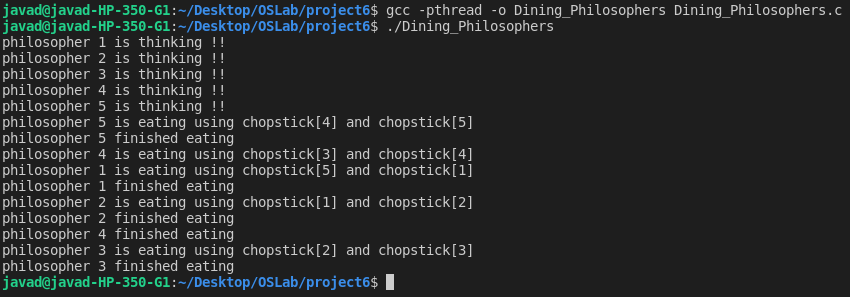 javad@javad-HP-350-G1:~/Desktop/OSLab/project6$ gcc -pthread -o Dining_Philosophers Dining_Philosophers.c
javad@javad-HP-350-G1:~/Desktop/OSLab/project6$ ./Dining_Philosophers
philosopher 1 is thinking !!
philosopher 2 is thinking !!
philosopher 3 is thinking !!
philosopher 4 is thinking !!
philosopher 5 is thinking !!
philosopher 5 is eating using chopstick[4] and chopstick[5]
philosopher 5 finished eating
philosopher 4 is eating using chopstick[3] and chopstick[4]
philosopher 1 is eating using chopstick[5] and chopstick[1]
philosopher 1 finished eating
philosopher 2 is eating using chopstick[1] and chopstick[2]
philosopher 2 finished eating
philosopher 4 finished eating
philosopher 3 is eating using chopstick[2] and chopstick[3]
philosopher 3 finished eating
javad@javad-HP-350-G1:~/Desktop/OSLab/project6$